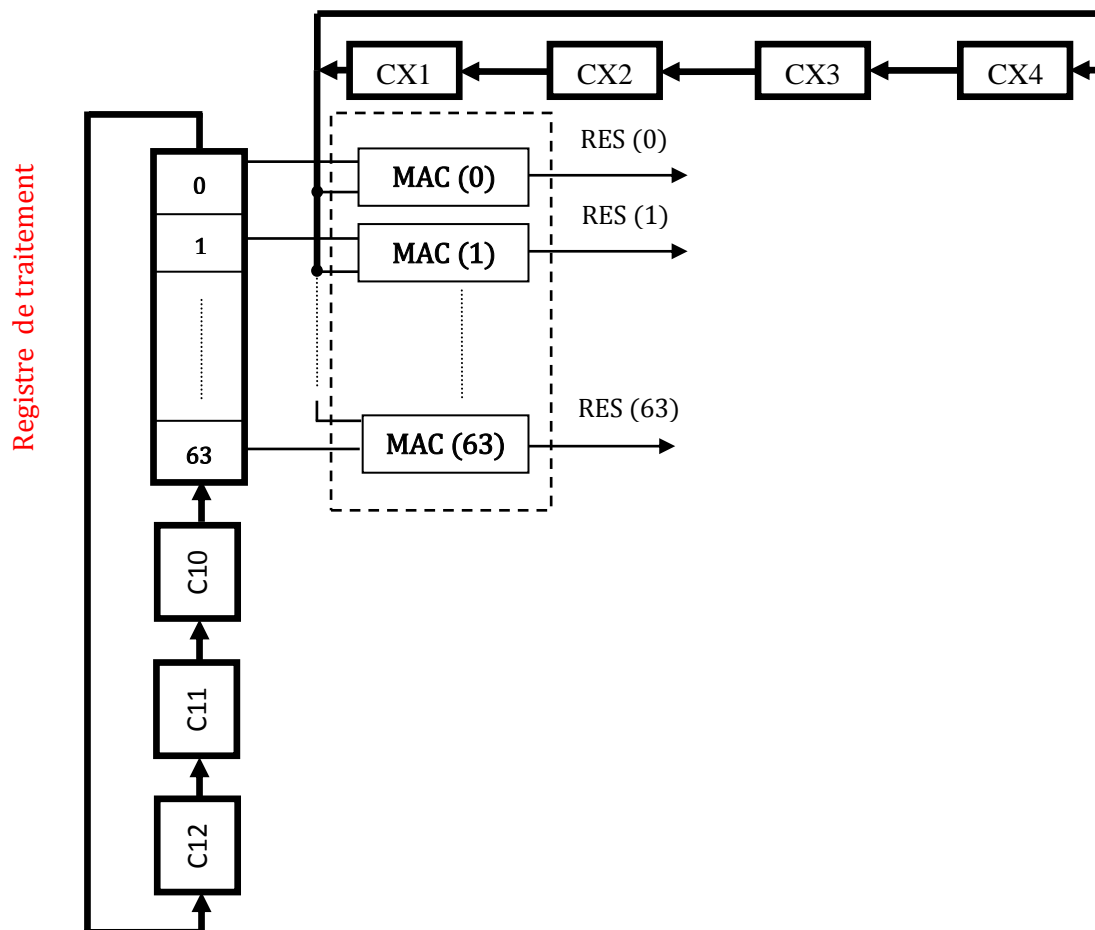 CX1 CX2 CX3 CX4
Registre de traitement
0
1
63
MAC (0)
RES (0)
MAC (1)
RES (1)
MAC (63)
RES (63)
C10
C11
C12